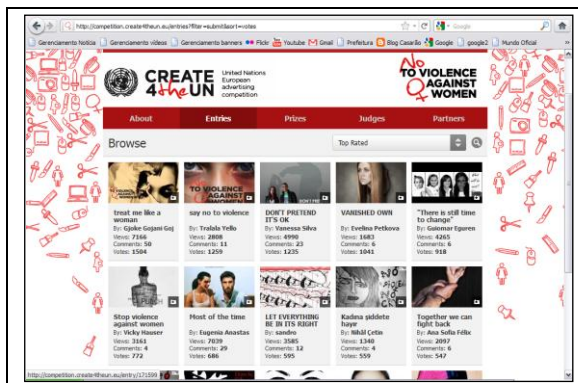 http://competition.create4theun.eu/entries?filter=submit&sort=votes
Google
Gerenciamento Notícia Gerenciamento vídeos Gerenciamento banners Flickr Youtube Gmail Prefeitura Blog Casarão Google google2 Mundo Oficial
CREATE 4theUN
United Nations
European
advertising
competition
No
TO VIOLENCE
AGAINST
WOMEN
About Entries Prizes Judges Partners
Browse Top Rated
TO VIOLENCE
AGAINST
treat me like a woman
By: Gjoke Gojani Goj
Views: 7166
Comments: 50
Votes: 1504
say no to violence
By: Tralala Yello
Views: 2808
Comments: 11
Votes: 1259
DON'T PRETEND IT'S OK
By: Vanessa Silva
Views: 4990
Comments: 23
Votes: 1235
VANISHED OWN
By: Evelina Petkova
Views: 1683
Comments: 6
Votes: 1041
"There is still time to change"
By: Guiomar Eguren
Views: 4265
Comments: 6
Votes: 918
Stop violence against women
By: Vicky Hauser
Views: 3161
Comments: 4
Votes: 772
Most of the time
By: Eugenia Anastas
Views: 7039
Comments: 29
Votes: 686
LET EVERYTHING BE IN ITS RIGHT
By: sandro
Views: 3585
Comments: 12
Votes: 595
Kadına şiddete hayır
By: Nihâl Çetin
Views: 1340
Comments: 4
Votes: 559
Together we can fight back
By: Ana Sofia Félix
Views: 2097
Comments: 6
Votes: 547
http://competition.create4theun.eu/entry/171599